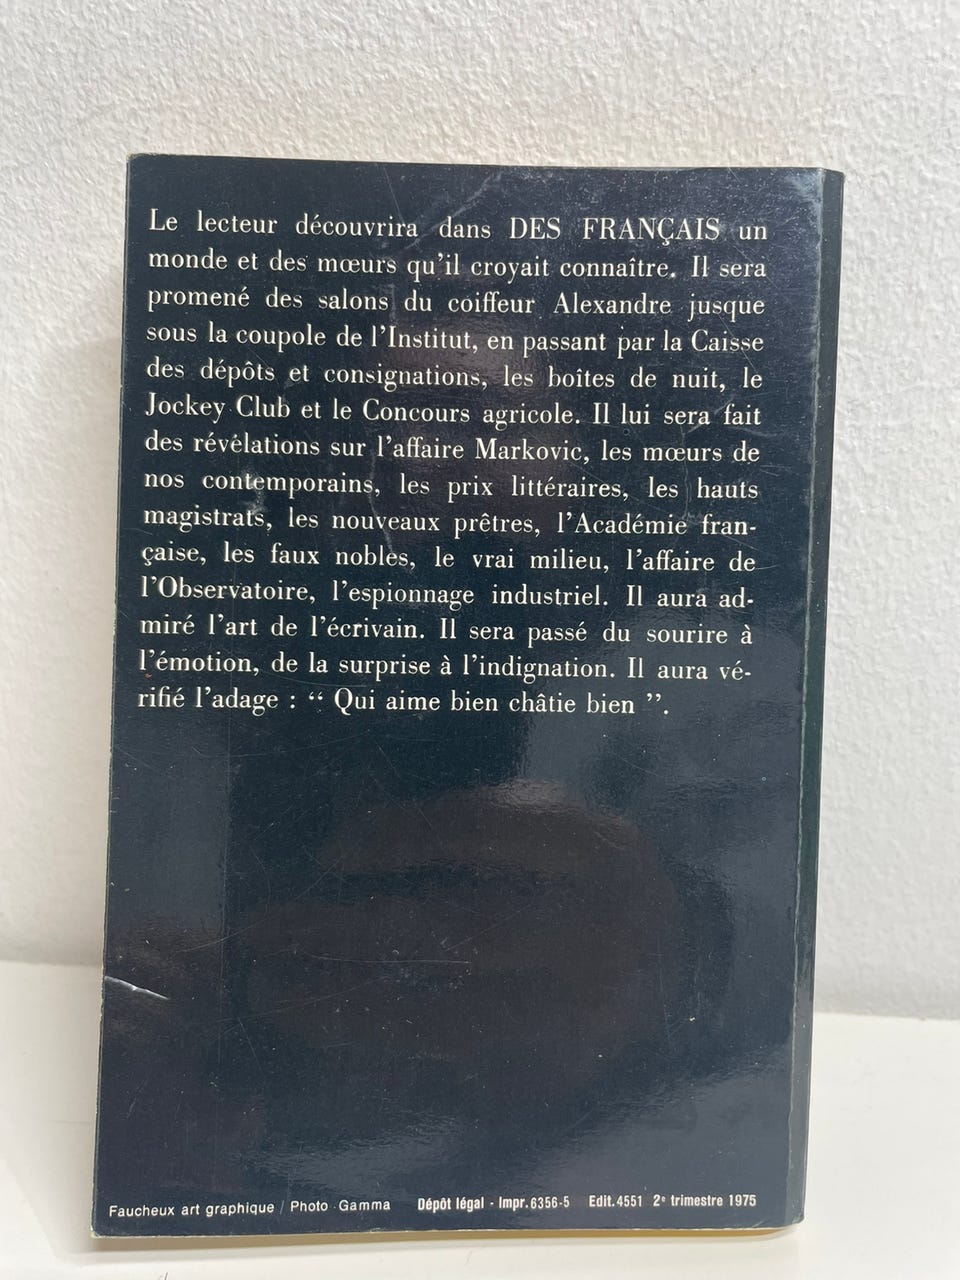 Le lecteur découvrira dans DES FRANÇAIS un
monde et des mœurs qu'il croyait connaître. Il sera
promené des salons du coiffeur Alexandre jusque
sous la coupole de l'Institut, en passant par la Caisse
des dépôts et consignations, les boîtes de nuit, le
Jockey Club et le Concours agricole. Il lui sera fait
des révélations sur l'affaire Markovic, les mœurs de
nos contemporains, les prix littéraires, les hauts
magistrats, les nouveaux prêtres, l'Académie fran-
çaise, les faux nobles, le vrai milieu, l'affaire de
l'Observatoire, l'espionnage industriel. Il aura ad-
miré l'art de l'écrivain. Il sera passé du sourire à
l'émotion, de la surprise à l'indignation. Il aura vé-
rifié l'adage : “ Qui aime bien châtie bien ”.
Faucheux art graphique / Photo Gamma Dépôt légal - Impr. 6356-5 Edit. 4551 2e trimestre 1975